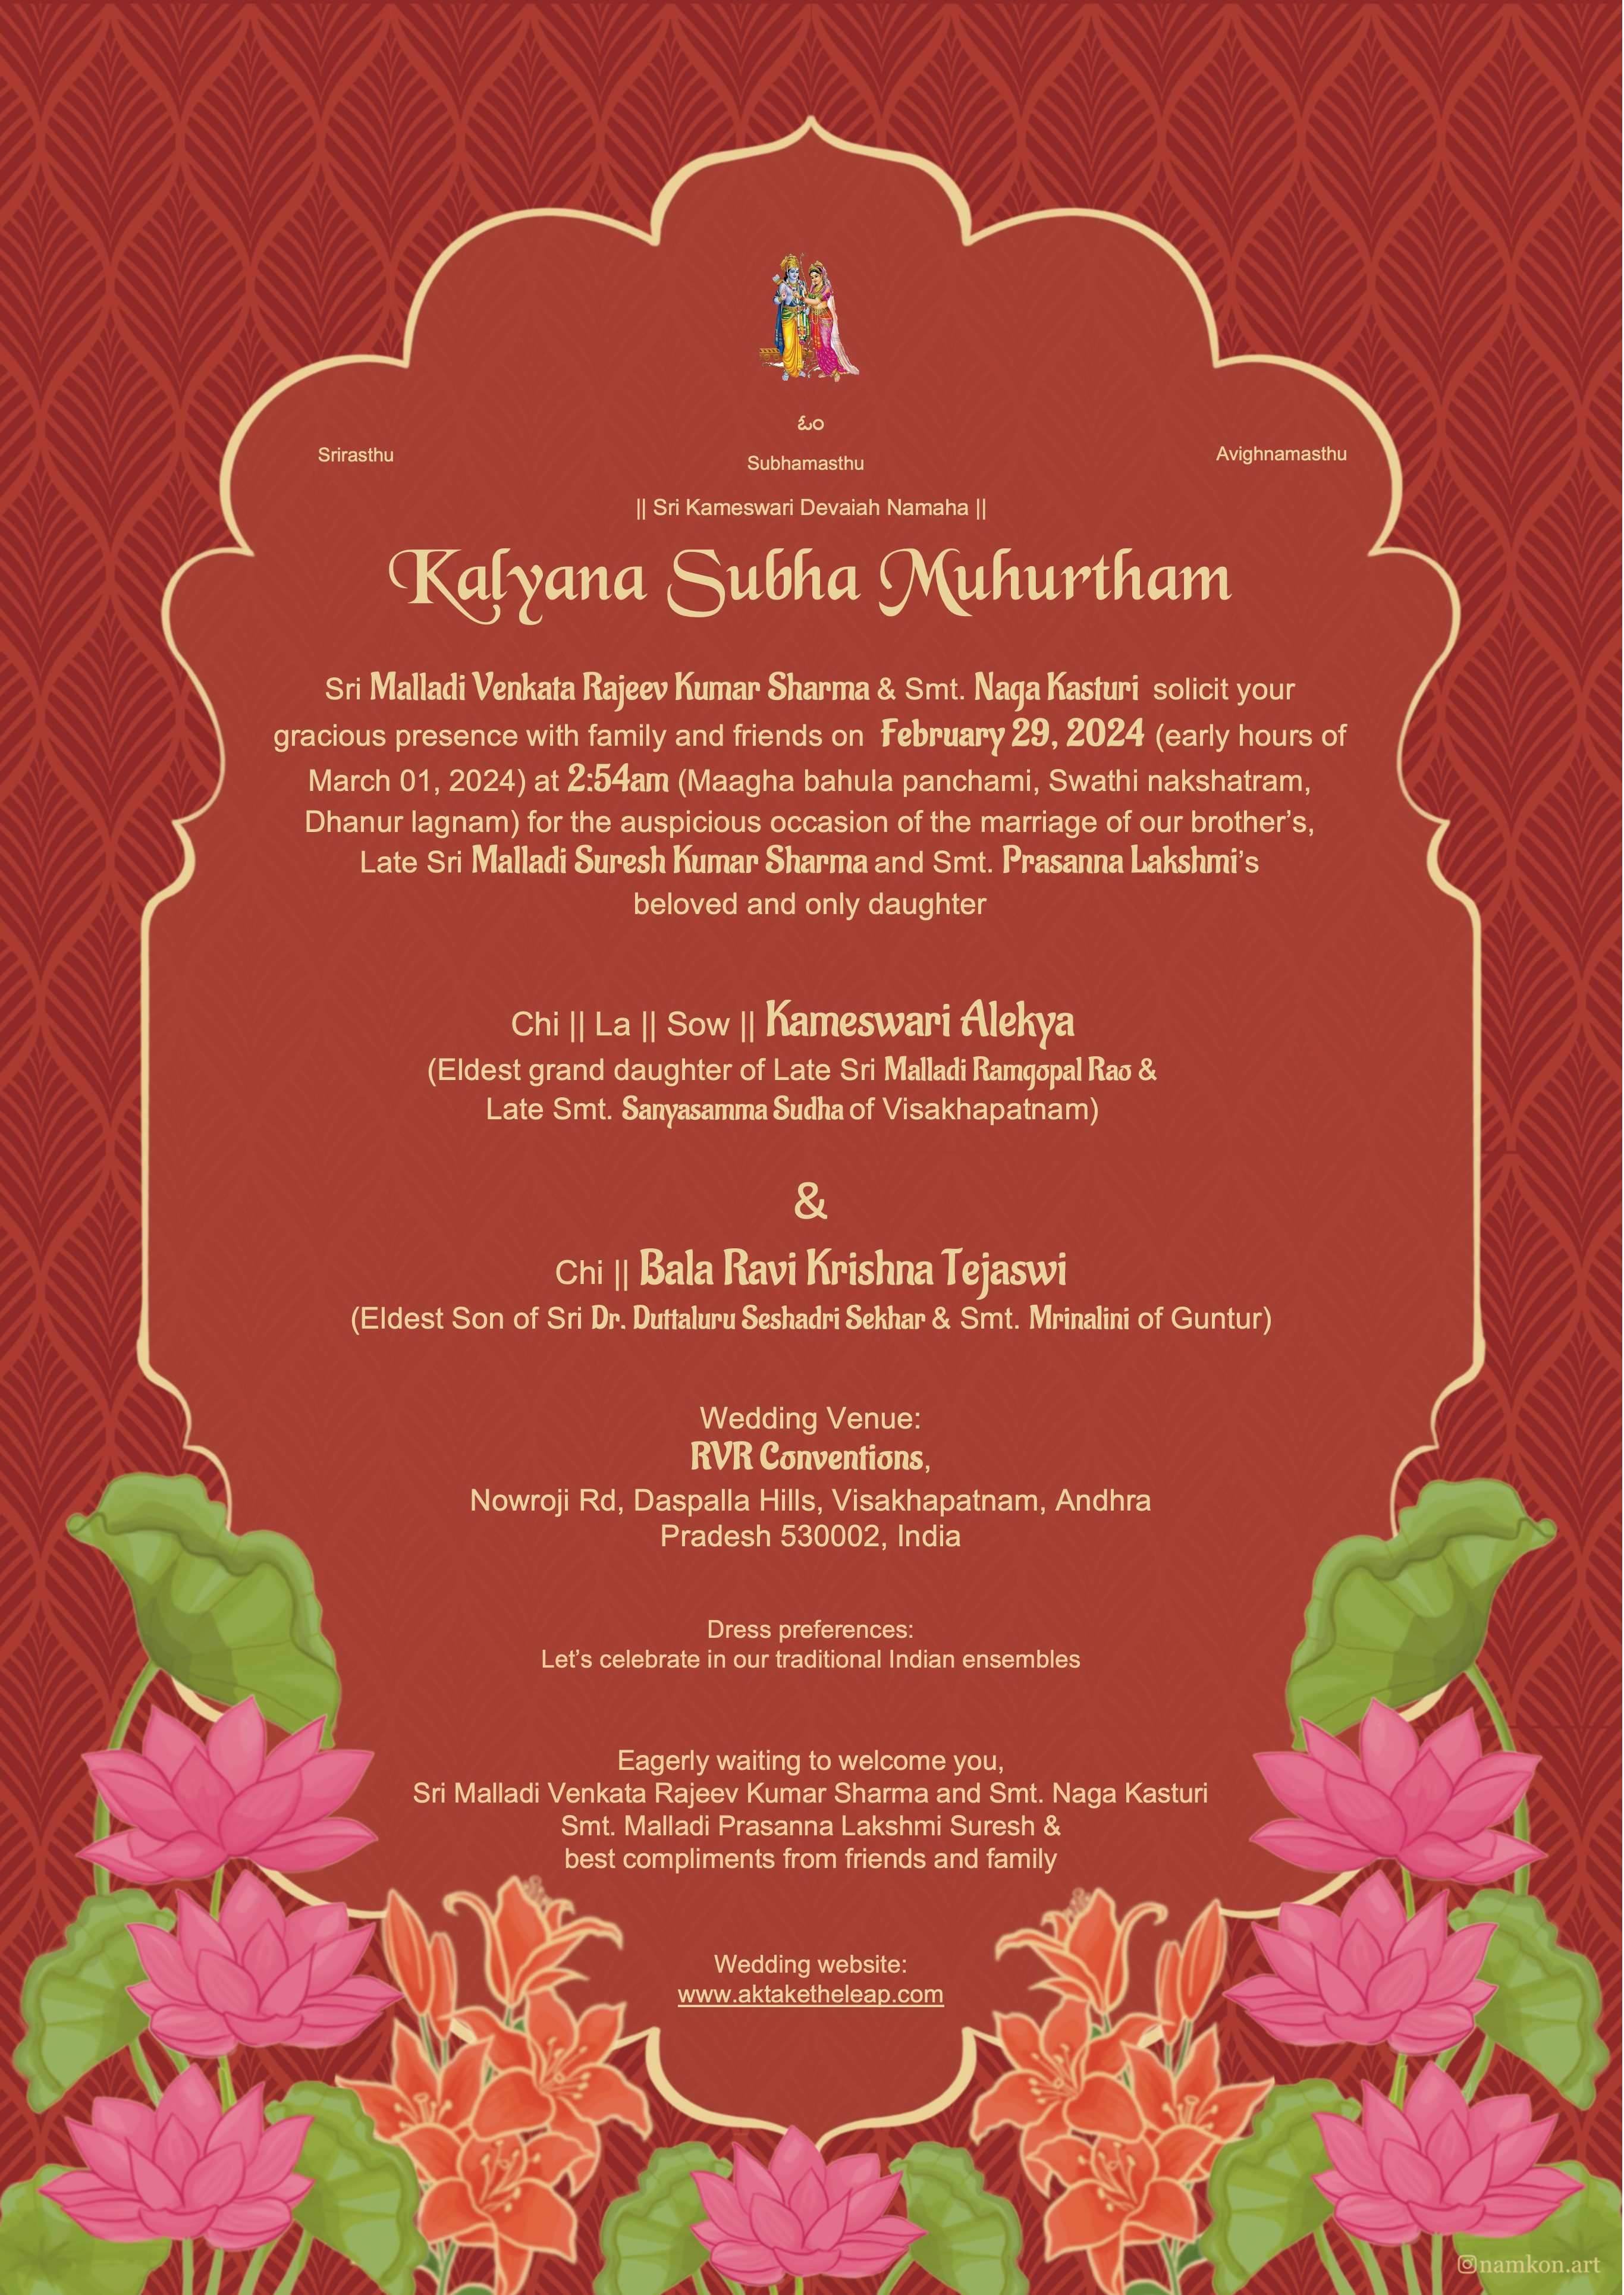 ఓం
Srirasthu
Subhamasthu
Avighnamasthu
|| Sri Kameswari Devaiah Namaha ||
Kalyana Subha Muhurtham
Sri Malladi Venkata Rajeev Kumar Sharma & Smt. Naga Kasturi solicit your
gracious presence with family and friends on February 29, 2024 (early hours of
March 01, 2024) at 2:54am (Maagha bahula panchami, Swathi nakshatram,
Dhanur lagnam) for the auspicious occasion of the marriage of our brother’s,
Late Sri Malladi Suresh Kumar Sharma and Smt. Prasanna Lakshmi’s
beloved and only daughter
Chi || La || Sow || Kameswari Alekya
(Eldest grand daughter of Late Sri Malladi Ramgopal Rao &
Late Smt. Sanyasamma Sudha of Visakhapatnam)
&
Chi || Bala Ravi Krishna Tejaswi
(Eldest Son of Sri Dr. Duttaluru Seshadri Sekhar & Smt. Mrinalini of Guntur)
Wedding Venue:
RVR Conventions,
Nowroji Rd, Daspalla Hills, Visakhapatnam, Andhra
Pradesh 530002, India
Dress preferences:
Let’s celebrate in our traditional Indian ensembles
Eagerly waiting to welcome you,
Sri Malladi Venkata Rajeev Kumar Sharma and Smt. Naga Kasturi
Smt. Malladi Prasanna Lakshmi Suresh &
best compliments from friends and family
Wedding website:
www.aktaketheleap.com
namkon.art